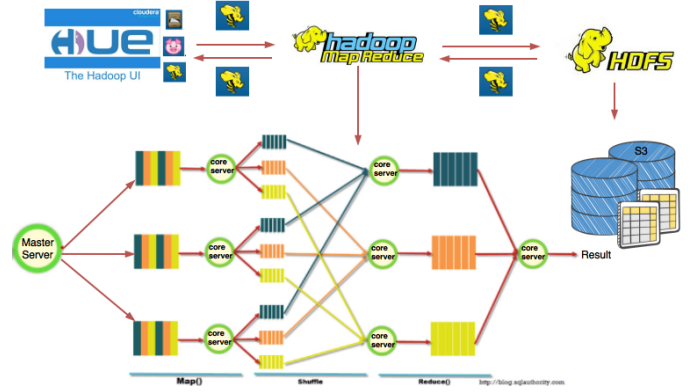 cloudera
HUE
The Hadoop UI
hadoop
Map Reduce
HDFS
S3
core
server
core
server
Master
Server
core
server
core
server
core
server
Result
core
server
core
server
Map()
Shuffle
Reduce()
http://blog.sqlauthority.com